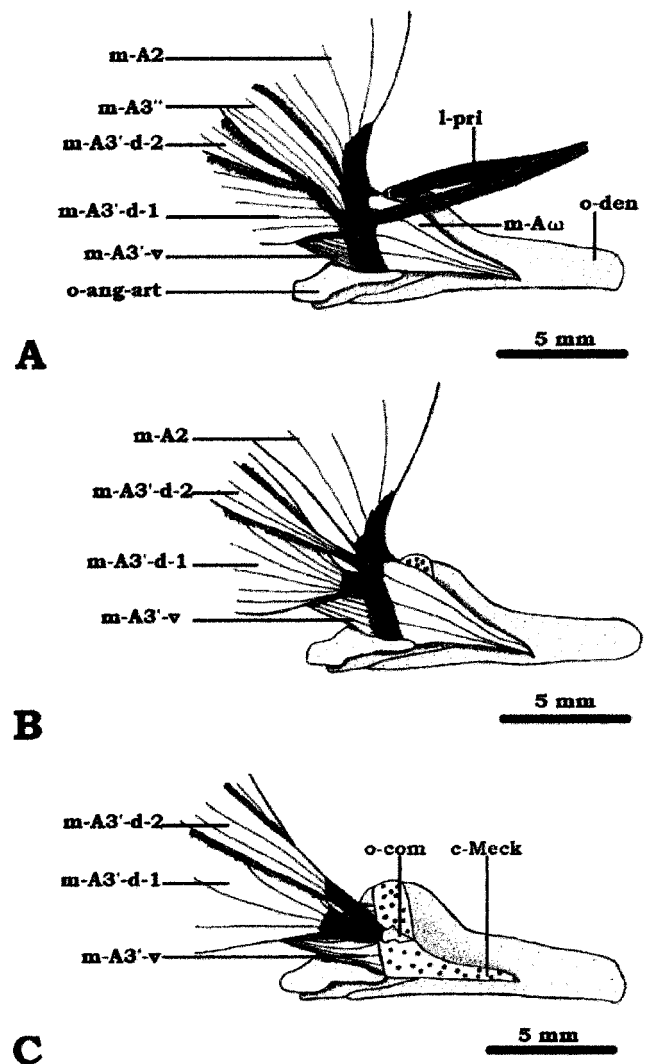 m-A2
m-A3"
l-pri
m-A3'-d-2
o-den
m-A3'-d-1
m-Aω
m-A3'-v
o-ang-art
5 mm
A
m-A2
m-A3'-d-2
m-A3'-d-1
m-A3'-v
5 mm
B
m-A3'-d-2
o-com
c-Meck
m-A3'-d-1
m-A3'-v
5 mm
C